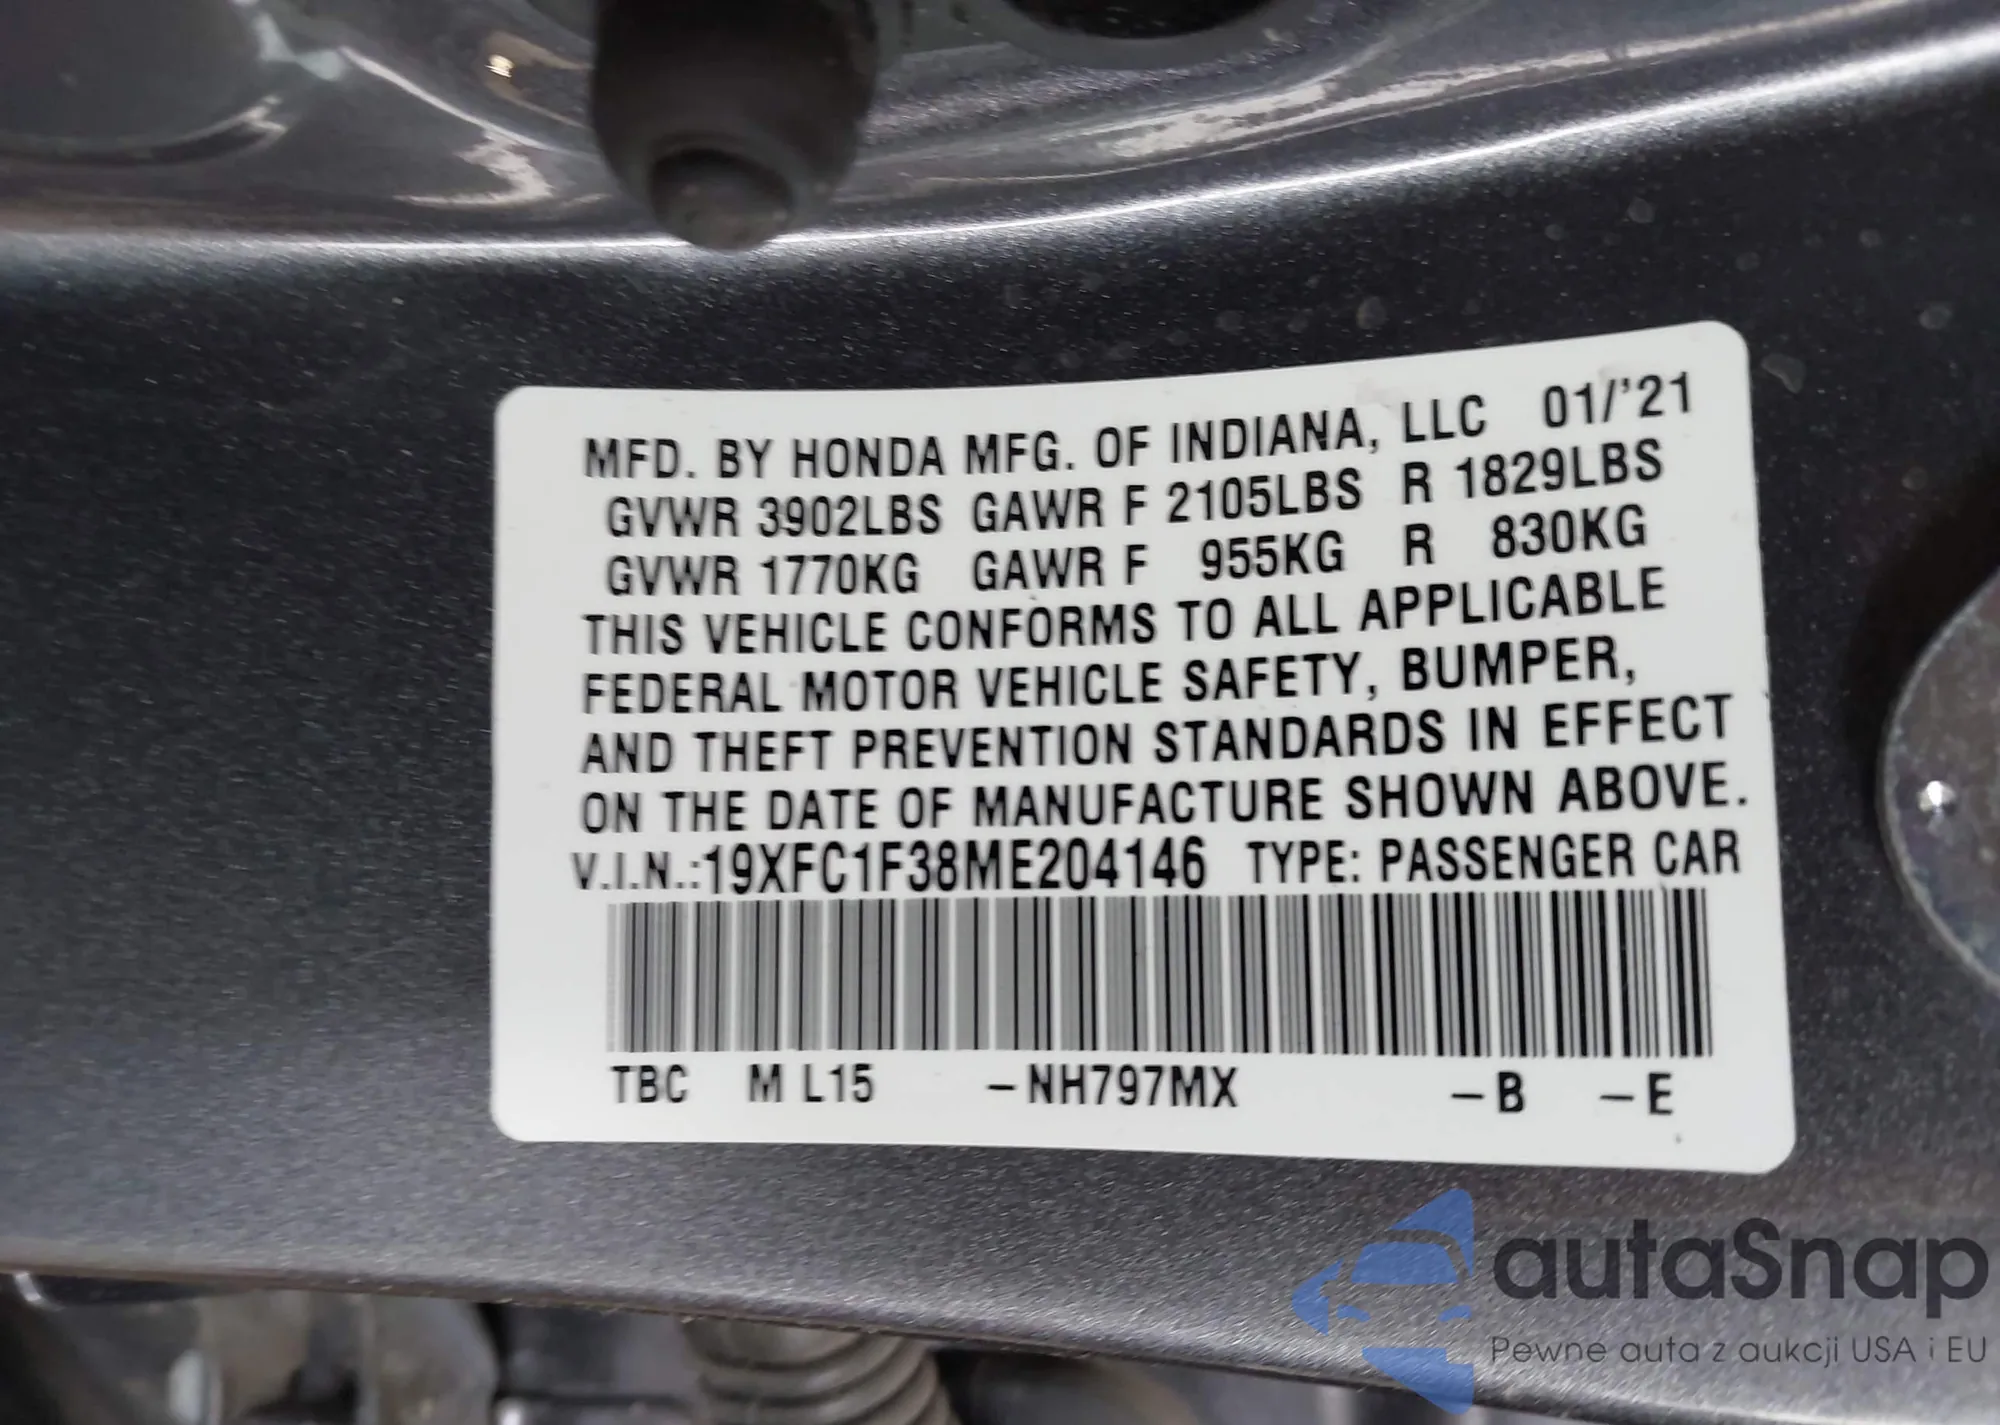 MFD. BY HONDA MFG. OF INDIANA, LLC 01/'21
GVWR 3902LBS GAWR F 2105LBS R 1829LBS
GVWR 1770KG GAWR F 955KG R 830KG
THIS VEHICLE CONFORMS TO ALL APPLICABLE
FEDERAL MOTOR VEHICLE SAFETY, BUMPER,
AND THEFT PREVENTION STANDARDS IN EFFECT
ON THE DATE OF MANUFACTURE SHOWN ABOVE.
V.I.N.:19XFC1F38ME204146 TYPE: PASSENGER CAR
TBC M L15 -NH797MX -B -E
autaSnap
Pewne auta z aukcji USA i EU